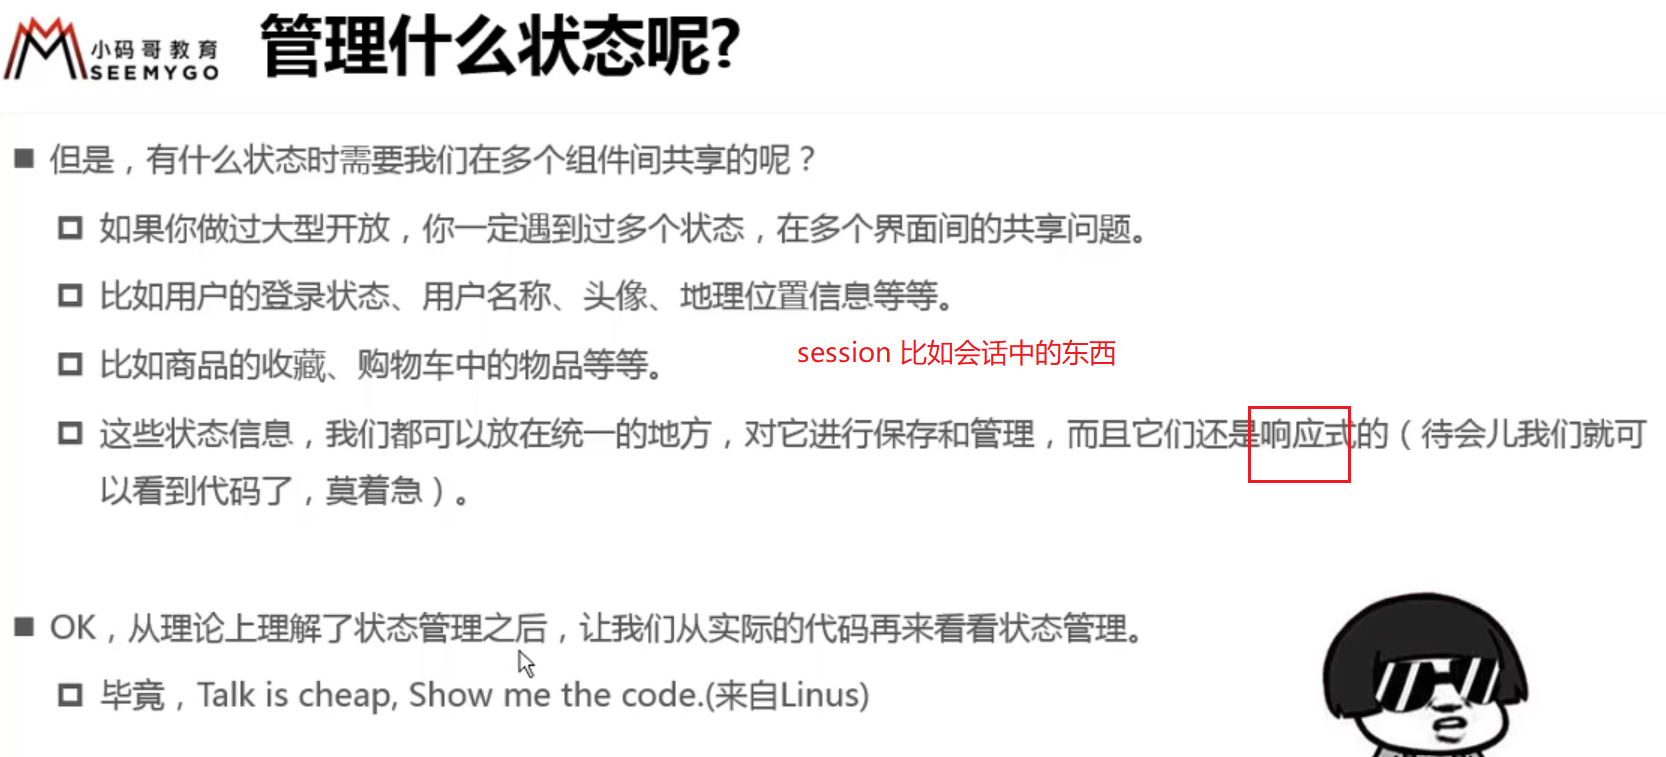 小码哥教育
SEEMYGO
管理什么状态呢?
但是，有什么状态时需要我们在多个组件间共享的呢？
如果你做过大型开放，你一定遇到过多个状态，在多个界面间的共享问题。
比如用户的登录状态、用户名称、头像、地理位置信息等等。
比如商品的收藏、购物车中的物品等等。
session 比如会话中的东西
这些状态信息，我们都可以放在统一的地方，对它进行保存和管理，而且它们还是响应式的（待会儿我们就可
以看到代码了，莫着急）。
OK，从理论上理解了状态管理之后，让我们从实际的代码再来看看状态管理。
毕竟，Talk is cheap, Show me the code.(来自Linus)